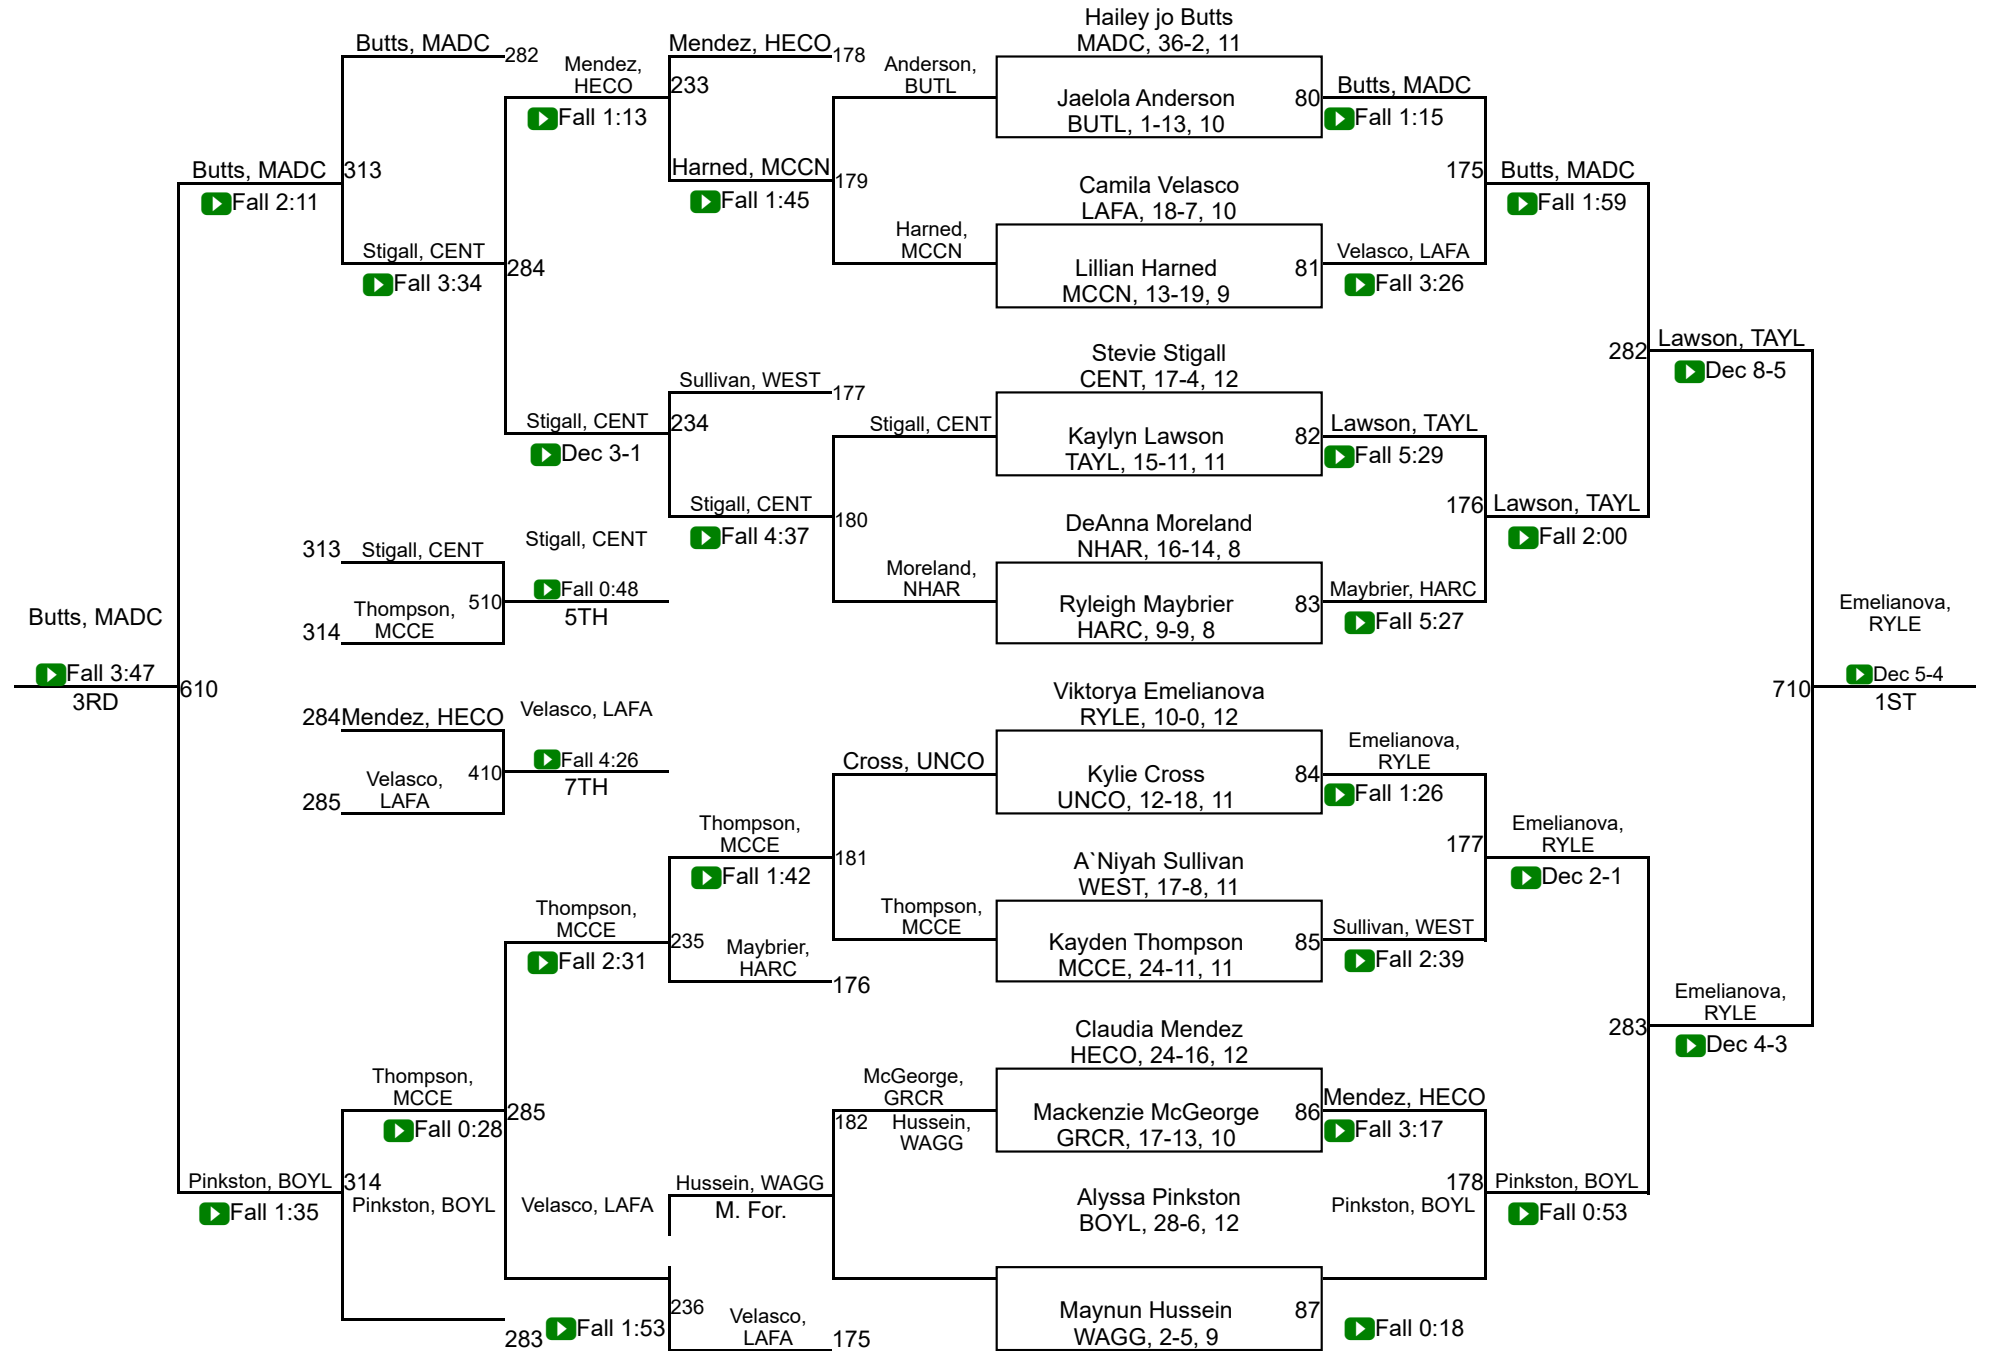 Hailey jo Butts
MADC, 36-2, 11
Butts, MADC
282
Mendez, HECO
178
Mendez,
HECO
233
Anderson,
BUTL
Jaelola Anderson
BUTL, 1-13, 10
80
Butts, MADC
Fall 1:13
Fall 1:15
Butts, MADC
313
Harned, MCCN
179
175
Butts, MADC
Fall 2:11
Fall 1:45
Camila Velasco
LAFA, 18-7, 10
Fall 1:59
Stigall, CENT
284
Harned,
MCCN
Lillian Harned
MCCN, 13-19, 9
81
Velasco, LAFA
Fall 3:34
Fall 3:26
Stevie Stigall
CENT, 17-4, 12
282
Lawson, TAYL
Dec 8-5
Sullivan, WEST
177
Stigall, CENT
234
Stigall, CENT
Kaylyn Lawson
TAYL, 15-11, 11
82
Lawson, TAYL
Dec 3-1
Fall 5:29
Stigall, CENT
180
176
Lawson, TAYL
Fall 4:37
Fall 2:00
DeAnna Moreland
NHAR, 16-14, 8
313
Stigall, CENT
Stigall, CENT
Fall 0:48
510
5TH
Thompson,
MCCE
314
Moreland,
NHAR
Ryleigh Maybrier
HARC, 9-9, 8
83
Maybrier, HARC
Fall 5:27
Butts, MADC
Fall 3:47
3RD
610
Emelianova,
RYLE
Dec 5-4
710
1ST
Viktorya Emelianova
RYLE, 10-0, 12
284
Mendez, HECO
Velasco, LAFA
Fall 4:26
410
7TH
Velasco,
LAFA
285
Cross, UNCO
Kylie Cross
UNCO, 12-18, 11
84
Emelianova,
RYLE
Fall 1:26
Thompson,
MCCE
181
Fall 1:42
A`Niyah Sullivan
WEST, 17-8, 11
177
Emelianova,
RYLE
Dec 2-1
Thompson,
MCCE
235
Fall 2:31
Maybrier,
HARC
176
Thompson,
MCCE
Kayden Thompson
MCCE, 24-11, 11
85
Sullivan, WEST
Fall 2:39
Claudia Mendez
HECO, 24-16, 12
283
Emelianova,
RYLE
Dec 4-3
Thompson,
MCCE
285
Fall 0:28
McGeorge,
GRCR
182
Hussein,
WAGG
Mackenzie McGeorge
GRCR, 17-13, 10
86
Mendez, HECO
Fall 3:17
Pinkston, BOYL
314
Fall 1:35
Pinkston, BOYL
Velasco, LAFA
Hussein, WAGG
M. For.
Alyssa Pinkston
BOYL, 28-6, 12
Pinkston, BOYL
178
Pinkston, BOYL
Fall 0:53
283
Fall 1:53
236
Velasco,
LAFA
175
Maynun Hussein
WAGG, 2-5, 9
87
Fall 0:18